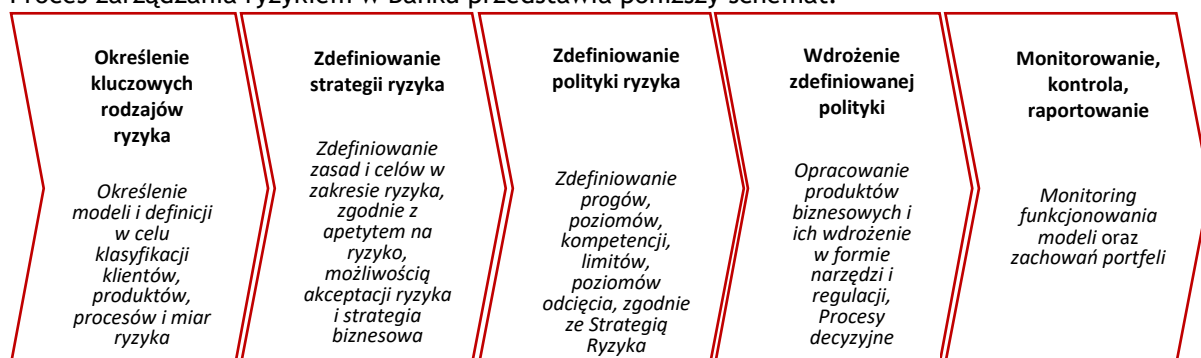 Proces zarządzania ryzykiem w Banku przedstawia poniższy schemat:
Określenie
kluczowych
rodzajów
ryzyka
Określenie
modeli i definicji
w celu
klasyfikacji
klientów,
produktów,
procesów i miar
ryzyka
Zdefiniowanie
strategii ryzyka
Zdefiniowanie
zasad i celów w
zakresie ryzyka,
zgodnie z
apetytem na
ryzyko,
możliwością
akceptacji ryzyka
i strategia
biznesowa
Zdefiniowanie
polityki ryzyka
Zdefiniowanie
progów,
poziomów,
kompetencji,
limitów,
poziomów
odcięcia, zgodnie
ze Strategią
Ryzyka
Wdrożenie
zdefiniowanej
polityki
Opracowanie
produktów
biznesowych i
ich wdrożenie
w formie
narzędzi i
regulacji,
Procesy
decyzyjne
Monitorowanie,
kontrola,
raportowanie
Monitoring
funkcjonowania
modeli oraz
zachowań portfeli